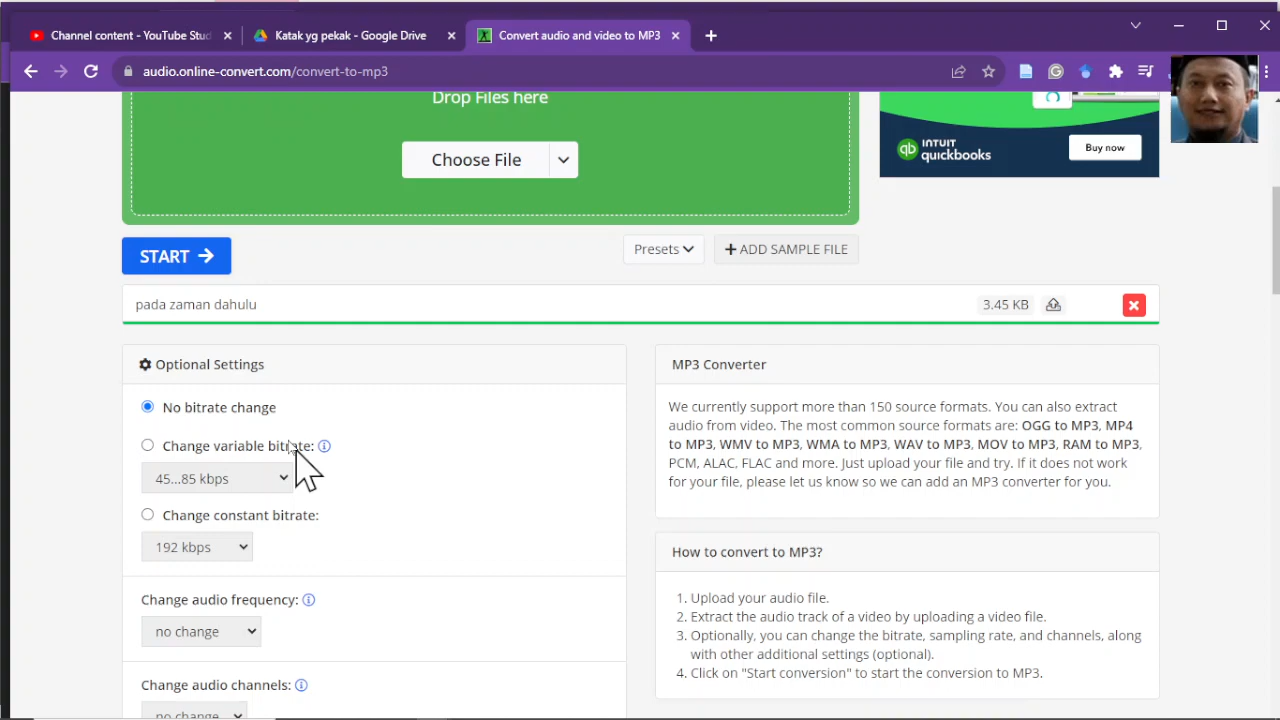 Channel content - YouTube Stud
Katak yg pekak - Google Drive
Convert audio and video to MP3
audio.online-convert.com/convert-to-mp3
Drop Files here
Choose File
INTUIT
quickbooks
Buy now
START
Presets
ADD SAMPLE FILE
pada zaman dahulu
3.45 KB
Optional Settings
No bitrate change
Change variable bitrate:
45...85 kbps
Change constant bitrate:
192 kbps
Change audio frequency:
no change
Change audio channels:
no change
MP3 Converter
We currently support more than 150 source formats. You can also extract
audio from video. The most common source formats are: OGG to MP3, MP4
to MP3, WMV to MP3, WMA to MP3, WAV to MP3, MOV to MP3, RAM to MP3,
PCM, ALAC, FLAC and more. Just upload your file and try. If it does not work
for your file, please let us know so we can add an MP3 converter for you.
How to convert to MP3?
1. Upload your audio file.
2. Extract the audio track of a video by uploading a video file.
3. Optionally, you can change the bitrate, sampling rate, and channels, along
with other additional settings (optional).
4. Click on "Start conversion" to start the conversion to MP3.